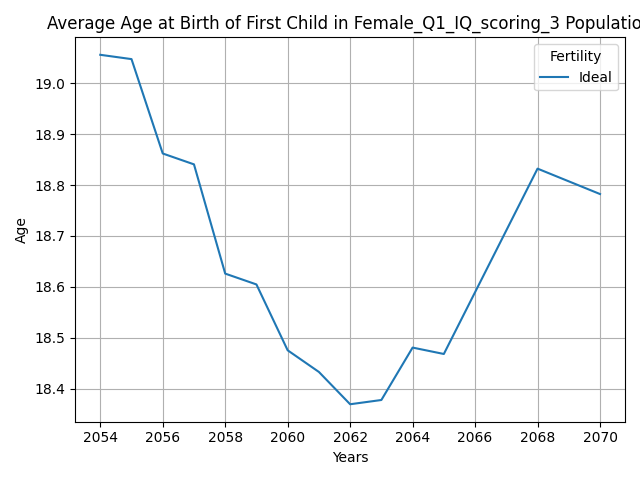 Average Age at Birth of First Child in Female_Q1_IQ_scoring_3 Populatio
Fertility
Ideal
19.0
18.9
18.8
18.7
18.6
18.5
18.4
Age
2054 2056 2058 2060 2062 2064 2066 2068 2070
Years